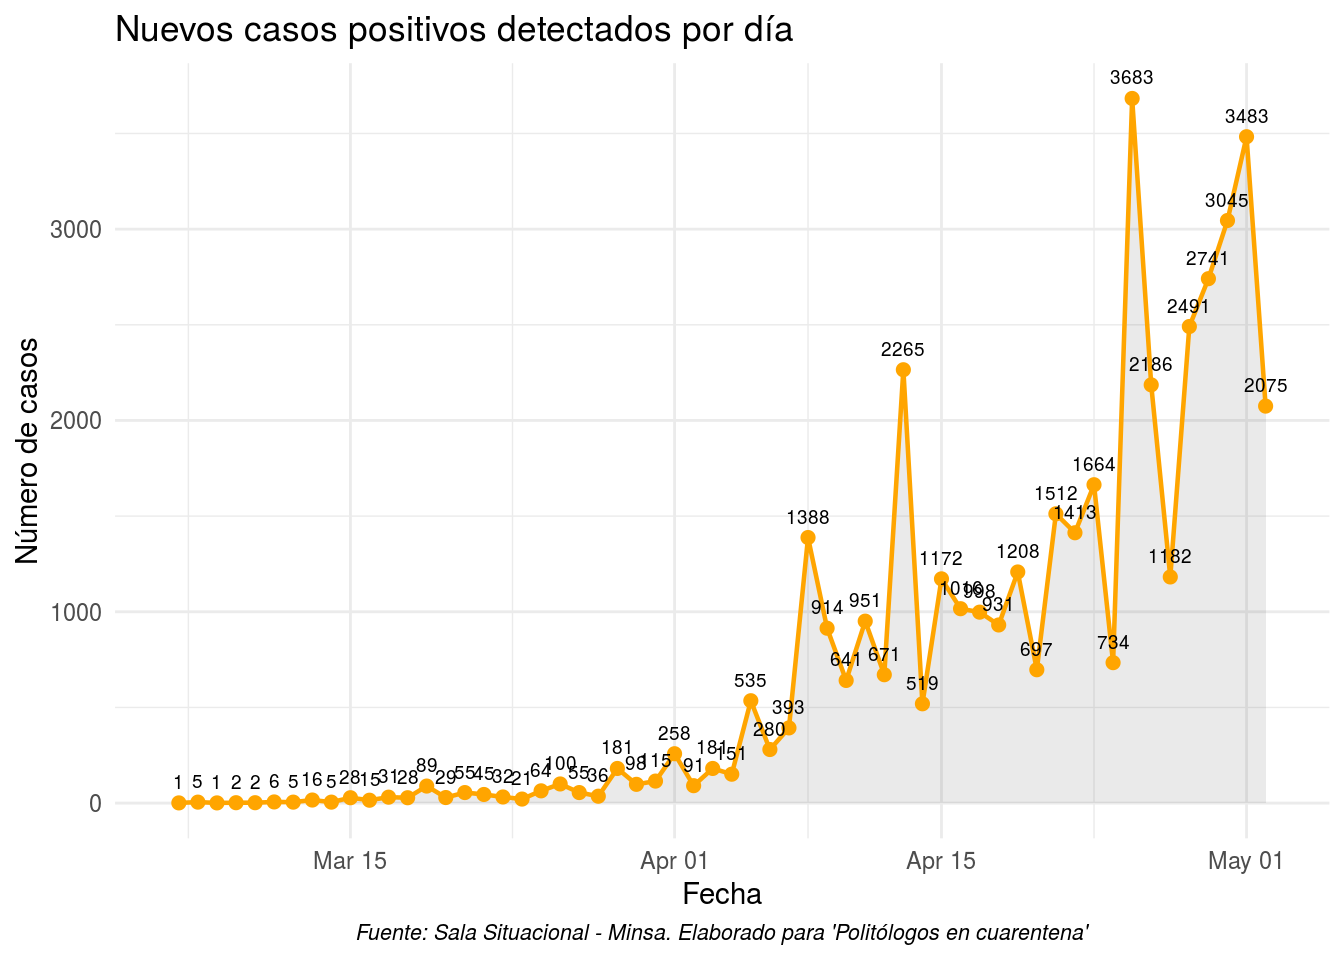 Nuevos casos positivos detectados por día
Número de casos
3000
2000
1000
0
1 5 1 2 2 6 5 16 5 28 15 31 28 89 29 55 45 32 21 64 100 55 36 181 98 115 258 91 181 151 535 280 393 1388 914 641 951 671 2265 519 1172 1016 998 931 1208 697 1512 1413 1664 734 3683 2186 1182 2491 2741 3045 3483 2075
Mar 15 Apr 01 Apr 15 May 01
Fecha
Fuente: Sala Situacional - Minsa. Elaborado para 'Politólogos en cuarentena'